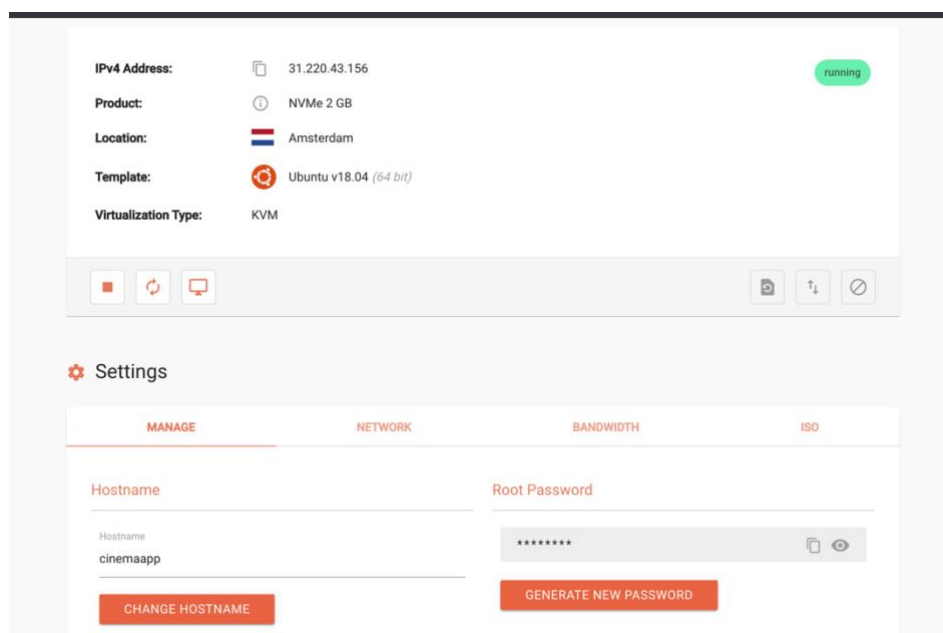 IPv4 Address: 31.220.43.156 running
Product: NVMe 2 GB
Location: Amsterdam
Template: Ubuntu v18.04 (64 bit)
Virtualization Type: KVM
Settings
MANAGE NETWORK BANDWIDTH ISO
Hostname Root Password
Hostname
cinemaapp
********
CHANGE HOSTNAME GENERATE NEW PASSWORD